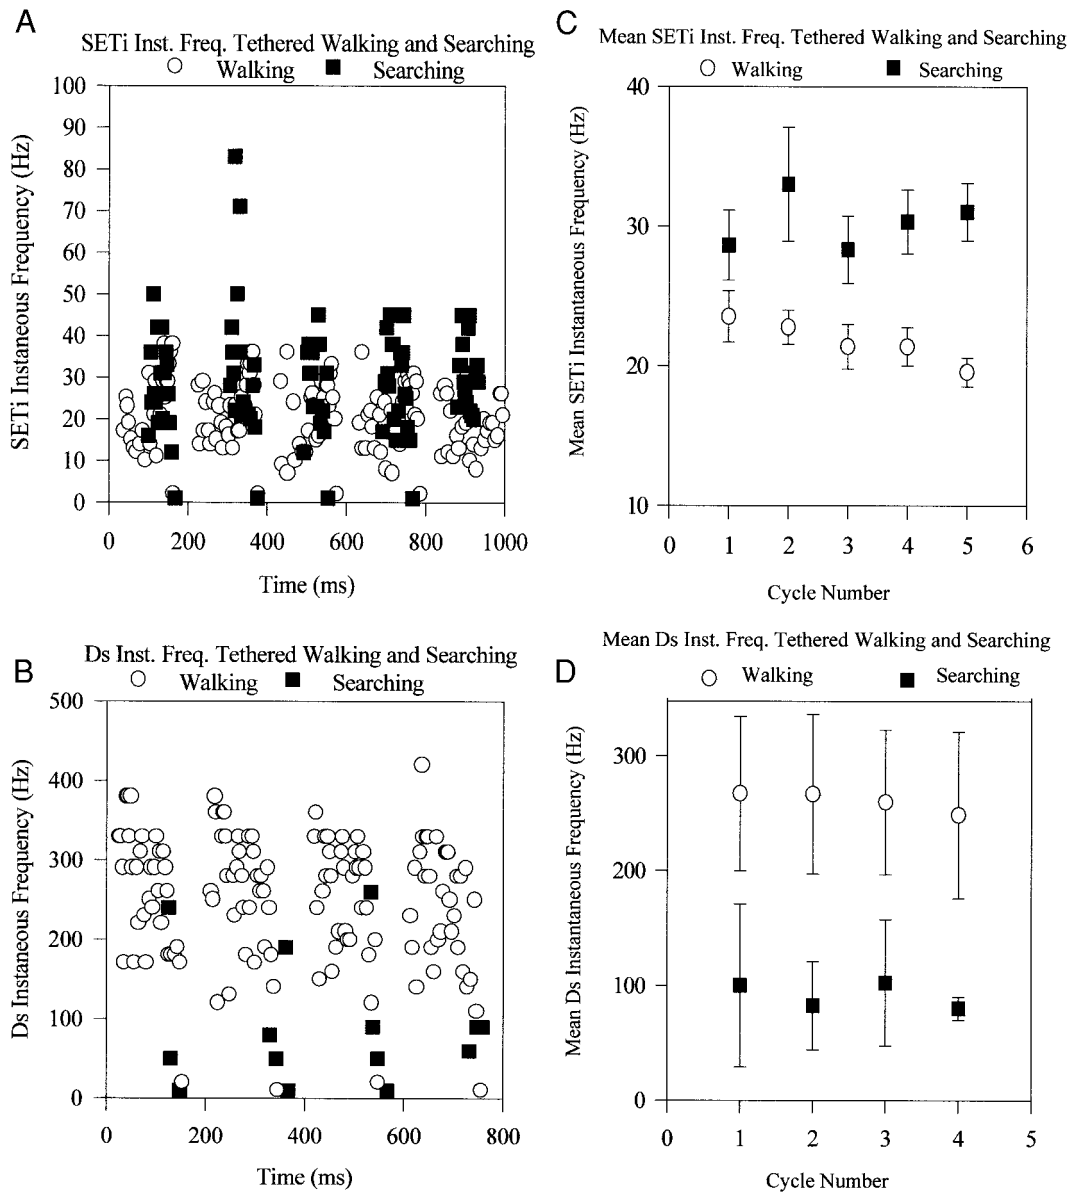 A
SETi Inst. Freq. Tethered Walking and Searching
Walking Searching
SETi Instaneous Frequency (Hz)
100
90
80
70
60
50
40
30
20
10
0
0 200 400 600 800 1000
Time (ms)
C
Mean SETi Inst. Freq. Tethered Walking and Searching
Walking Searching
Mean SETi Instantaneous Frequency (Hz)
40
30
20
10
0 1 2 3 4 5 6
Cycle Number
B
Ds Inst. Freq. Tethered Walking and Searching
Walking Searching
Ds Instaneous Frequency (Hz)
500
400
300
200
100
0
0 200 400 600 800
Time (ms)
D
Mean Ds Inst. Freq. Tethered Walking and Searching
Walking Searching
Mean Ds Instantaneous Frequency (Hz)
300
200
100
0
0 1 2 3 4 5
Cycle Number